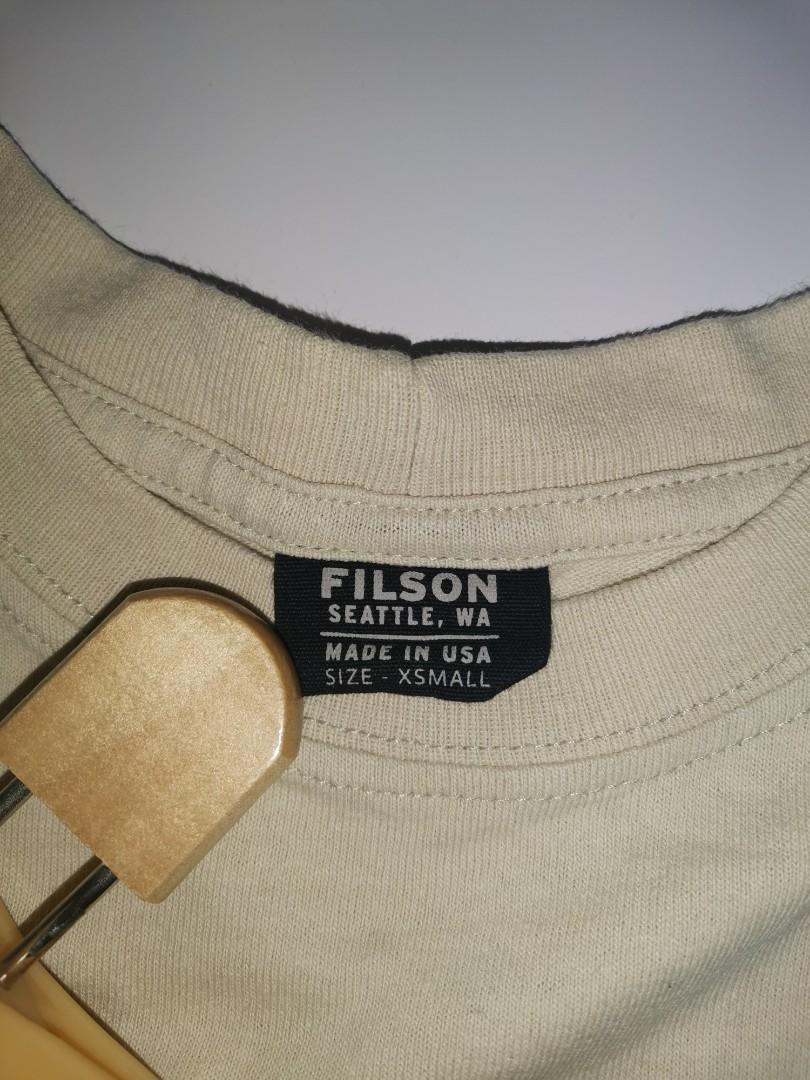 FILSON
SEATTLE, WA
MADE IN USA
SIZE - XSMALL